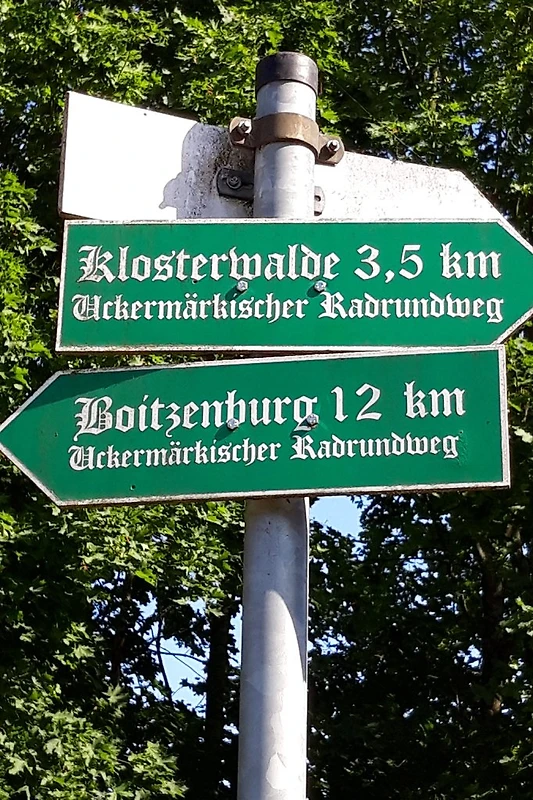 Klosterwalde 3,5 km
Uckermärkischer Radrundweg
Boitzenburg 12 km
Uckermärkischer Radrundweg